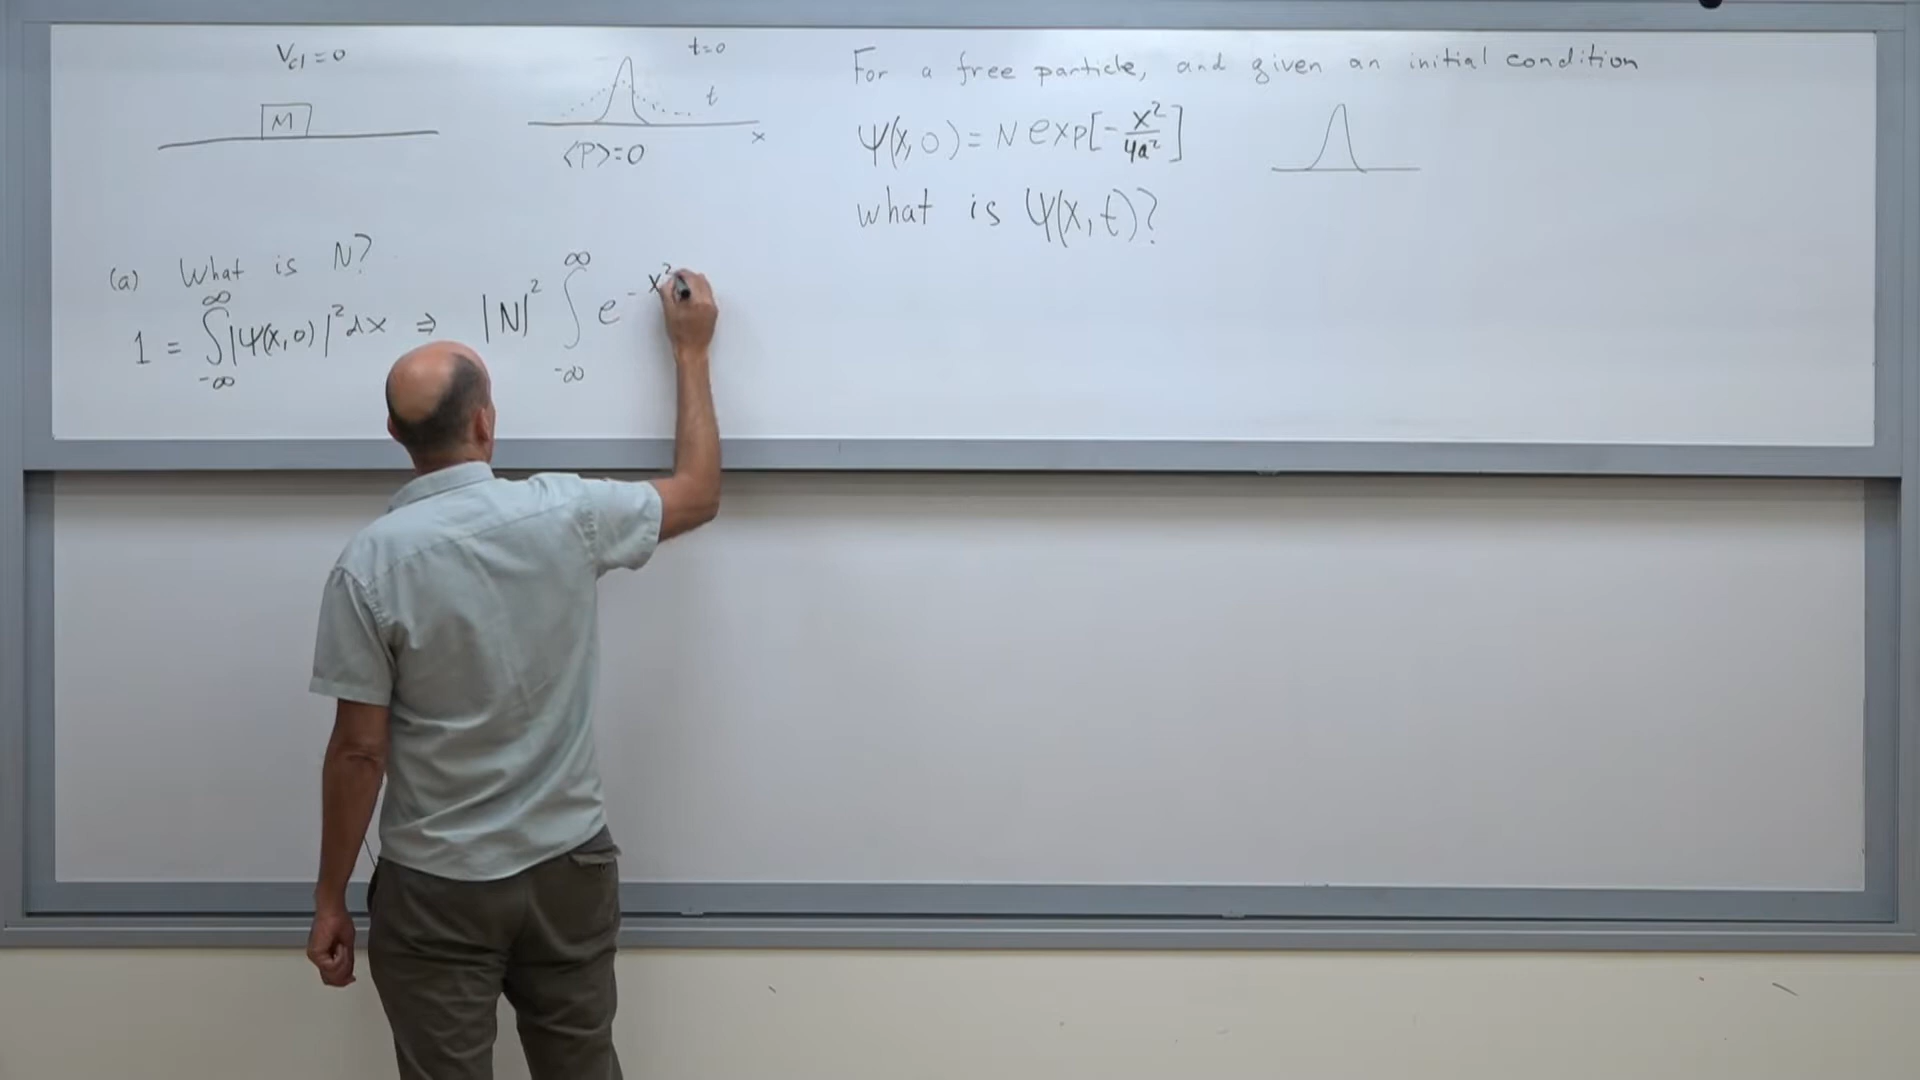 V_cl = 0
M
t=0
t
x
⟨P⟩=0
For a free particle, and given an initial condition
Ψ(x,0) = N exp[-x²/4a²]
what is Ψ(x,t)?
(a) What is N?
1 = ∫_{-∞}^{∞} |Ψ(x,0)|² dx ⇒ |N|² ∫_{-∞}^{∞} e^{-x²